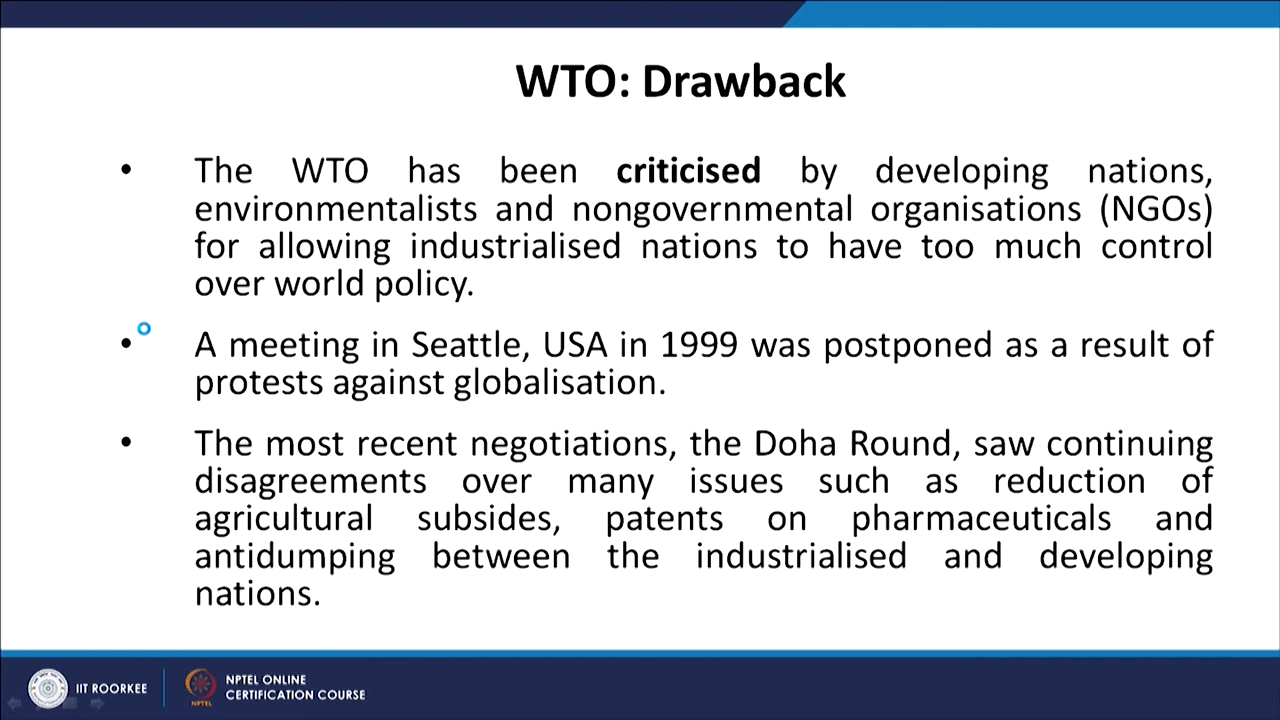 WTO: Drawback
• The WTO has been criticised by developing nations,
environmentalists and nongovernmental organisations (NGOs)
for allowing industrialised nations to have too much control
over world policy.
• A meeting in Seattle, USA in 1999 was postponed as a result of
protests against globalisation.
• The most recent negotiations, the Doha Round, saw continuing
disagreements over many issues such as reduction of
agricultural subsides, patents on pharmaceuticals and
antidumping between the industrialised and developing
nations.
IIT ROORKEE
NPTEL
NPTEL ONLINE
CERTIFICATION COURSE